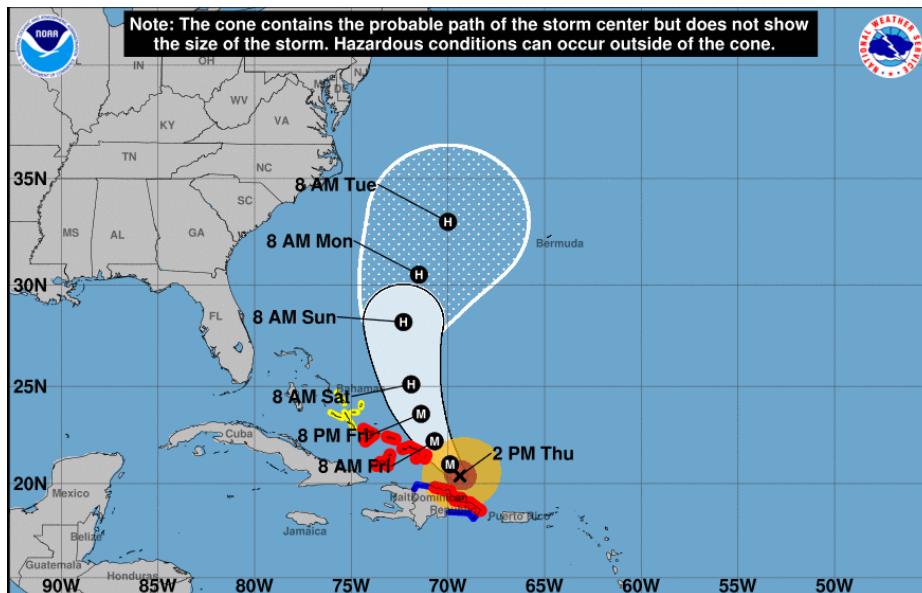 Note: The cone contains the probable path of the storm center but does not show
the size of the storm. Hazardous conditions can occur outside of the cone.
NOAA
NATIONAL WEATHER SERVICE
IN
OH
WV
KY
VA
TN
NC
SC
MS
AL
GA
FL
35N
30N
25N
20N
8 AM Tue
H
8 AM Mon
H
Bermuda
8 AM Sun
H
Bahamas
8 AM Sat
H
8 PM Fri
M
8 AM Fri
M
M
2 PM Thu
Cuba
Mexico
Haiti
Dominican
Puerto Rico
Jamaica
Belize
Guatemala
Honduras
90W 85W 80W 75W 70W 65W 60W 55W 50W